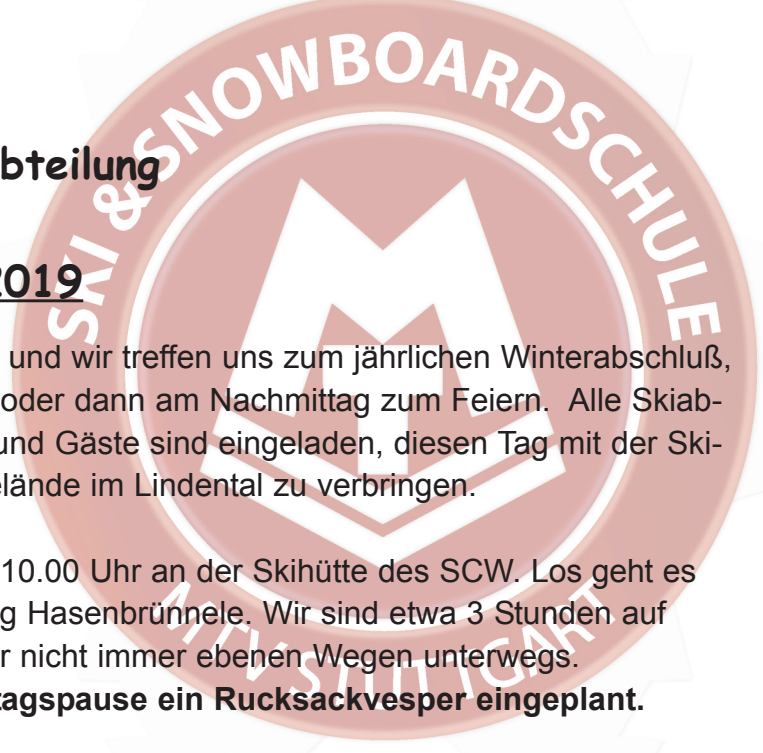 SKI & SNOWBOARDSCHULE
bteilung
2019
und wir treffen uns zum jährlichen Winterabschluß,
oder dann am Nachmittag zum Feiern. Alle Skiab-
und Gäste sind eingeladen, diesen Tag mit der Ski-
elände im Lindental zu verbringen.
10.00 Uhr an der Skihütte des SCW. Los geht es
g Hasenbrünnele. Wir sind etwa 3 Stunden auf
r nicht immer ebenen Wegen unterwegs.
tagspause ein Rucksackvesper eingeplant.
MTV STUTTGART